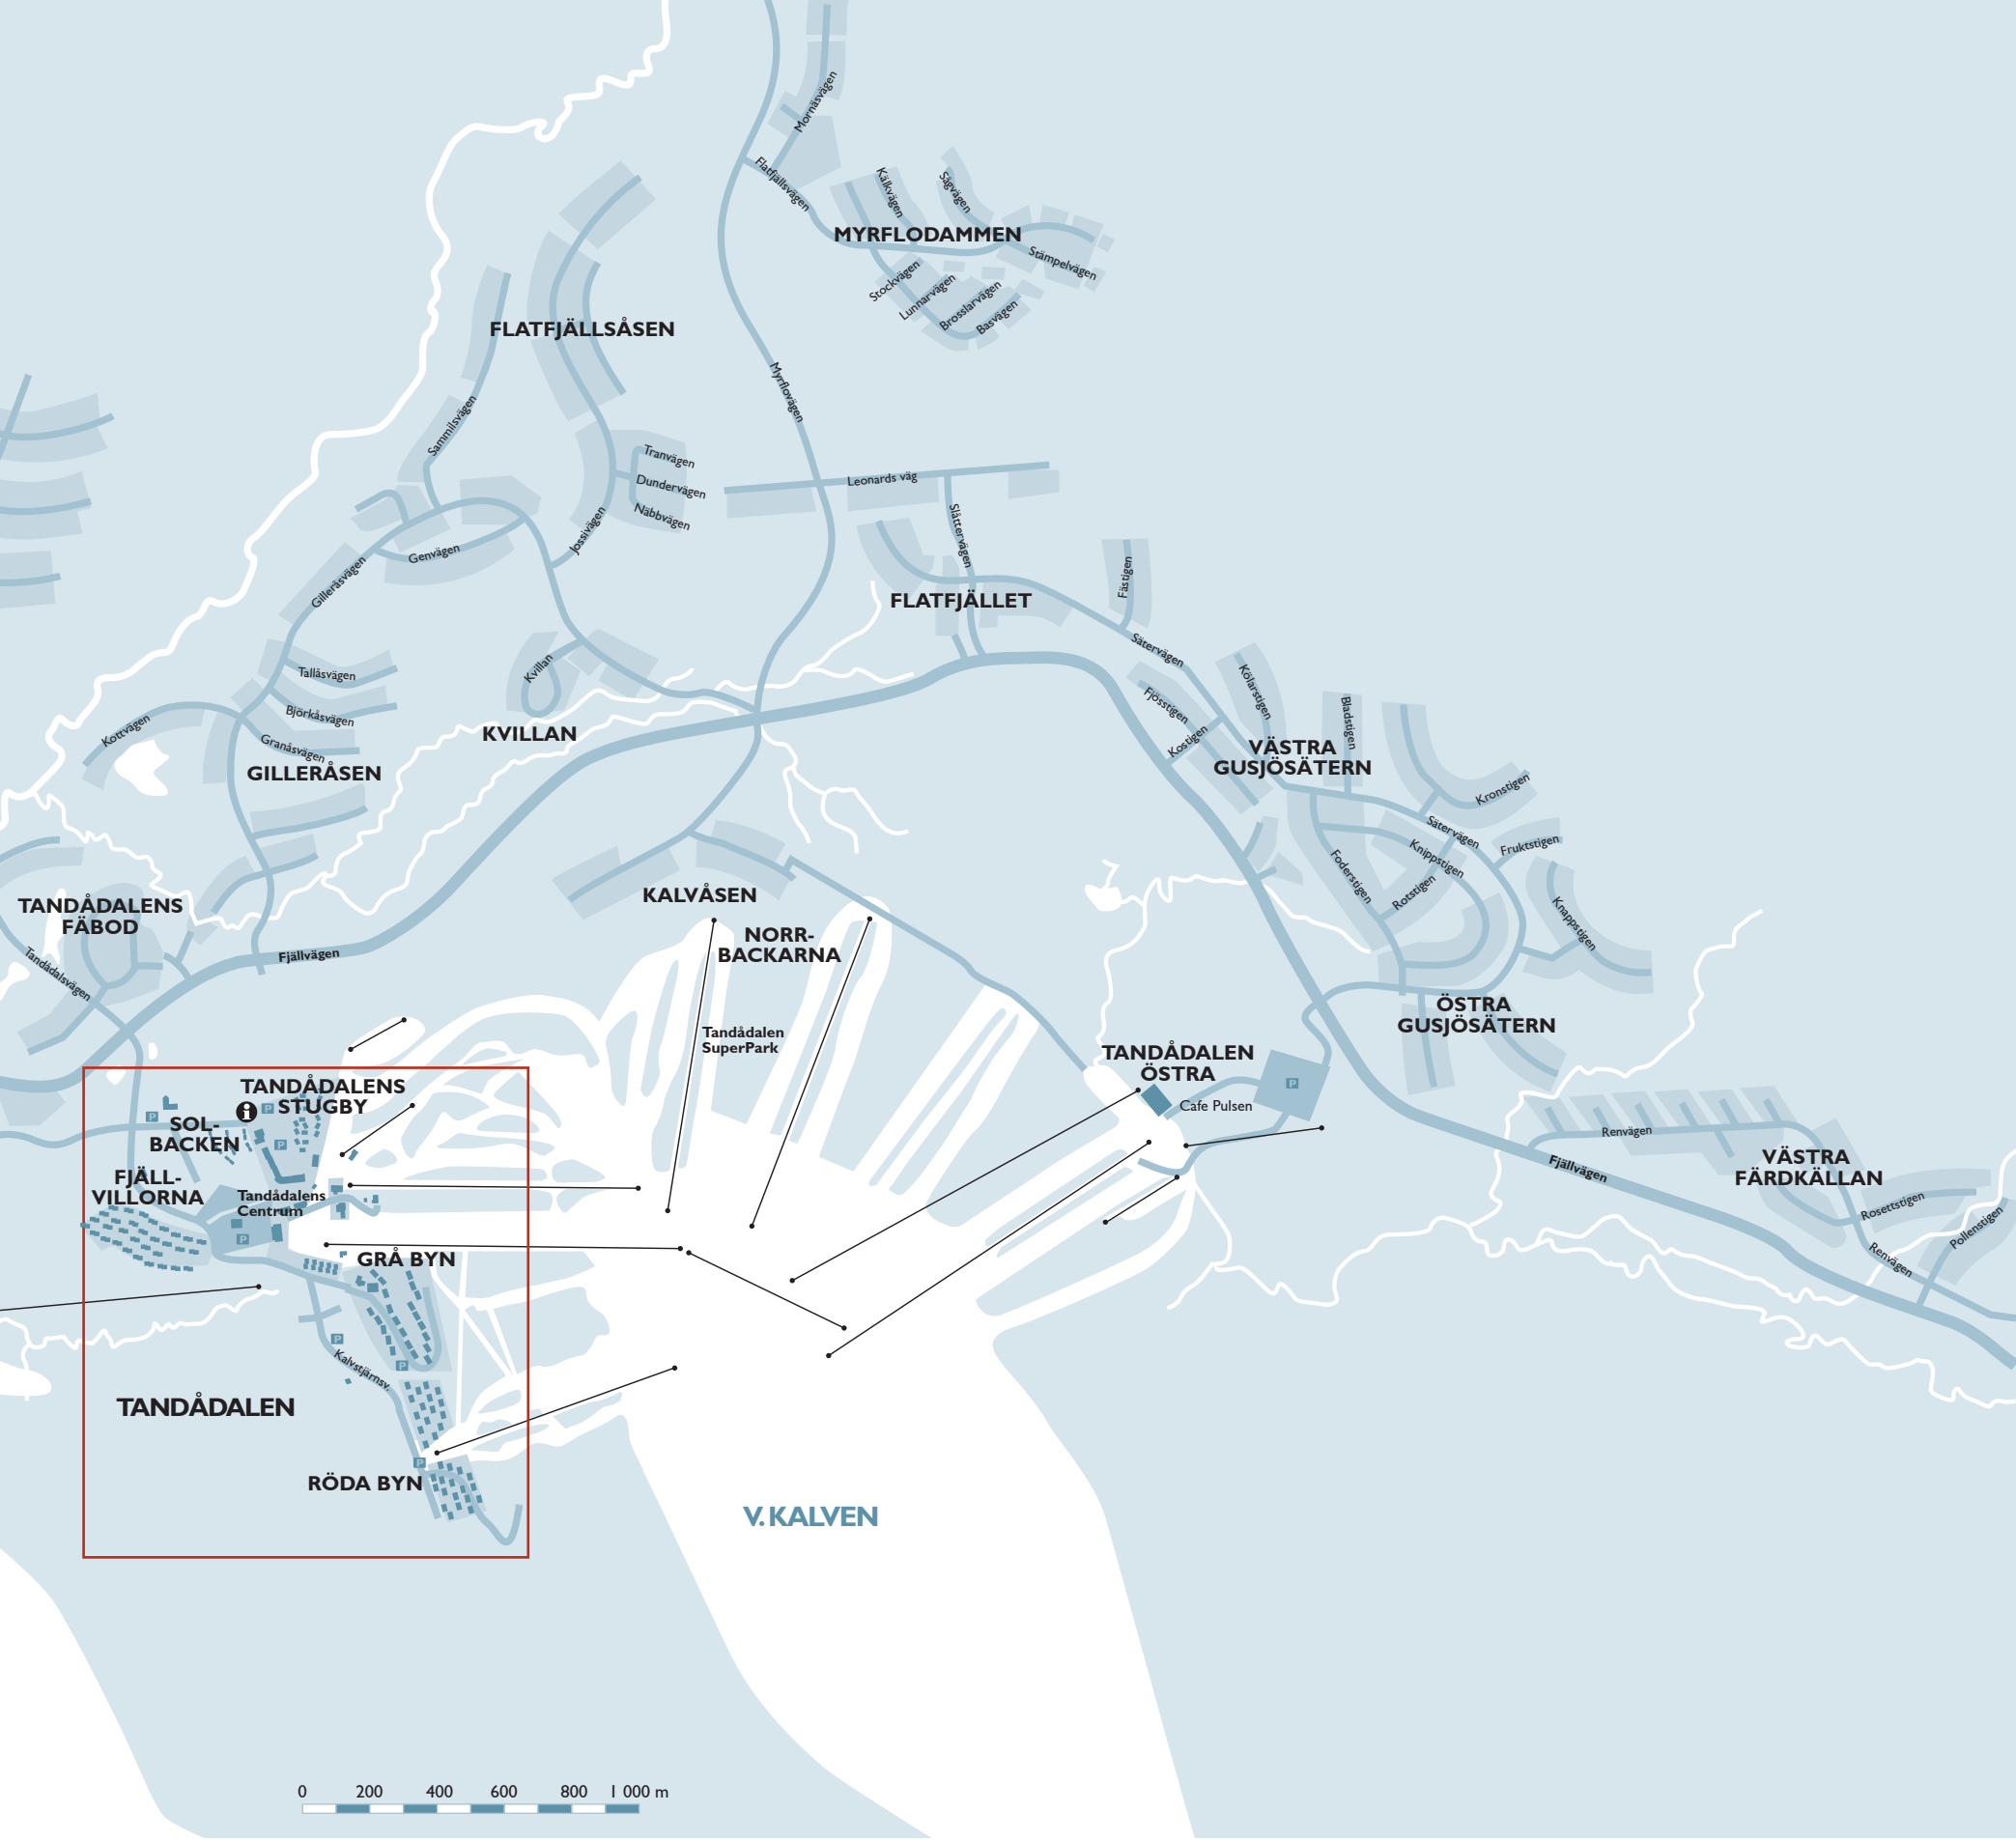 Mornäsvägen
Flatfjällsvägen
Kälkvägen
Sågvägen
MYRFLODAMMEN
Stämpelvägen
Stockvägen
Lunnarvägen
Brosslarvägen
Basvägen
FLATFJÄLLSÅSEN
Myrflovägen
Sammilsvägen
Tranvägen
Dundervägen
Näbbvägen
Leonards väg
Slåttervägen
Jossivägen
Genvägen
Gilleråsvägen
Fästigen
FLATFJÄLLET
Sätervägen
Kvillan
Tallåsvägen
Björkåsvägen
Granåsvägen
Kottvägen
KVILLAN
GILLERÅSEN
Fjösstigen
Kostigen
Kölarstigen
Bladstigen
VÄSTRA
GUSJÖSÄTERN
Kronstigen
Sätervägen
Fruktstigen
Knippstigen
Foderstigen
Rotstigen
Knappstigen
KALVÅSEN
TANDÅDALENS
FÄBOD
Tandådalsvägen
Fjällvägen
NORR-
BACKARNA
ÖSTRA
GUSJÖSÄTERN
Tandådalen
SuperPark
TANDÅDALEN
ÖSTRA
Cafe Pulsen
P
TANDÅDALENS
STUGBY
i
P
P
P
SOL-
BACKEN
FJÄLL-
VILLORNA
Tandådalens
Centrum
P
GRÅ BYN
Renvägen
Fjällvägen
VÄSTRA
FÄRDKÄLLAN
Rosettstigen
Pollenstigen
Renvägen
P
Kalvstjärnsv.
P
TANDÅDALEN
P
RÖDA BYN
V. KALVEN
0 200 400 600 800 1 000 m